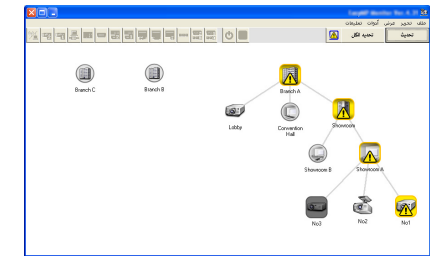 ملف تحرير عرض أدوات تعليمات
تحديث
تحديد الكل
Branch C
Branch B
Branch A
Lobby
Convention
Hall
Showroom
Showroom B
Showroom A
No3
No2
No1